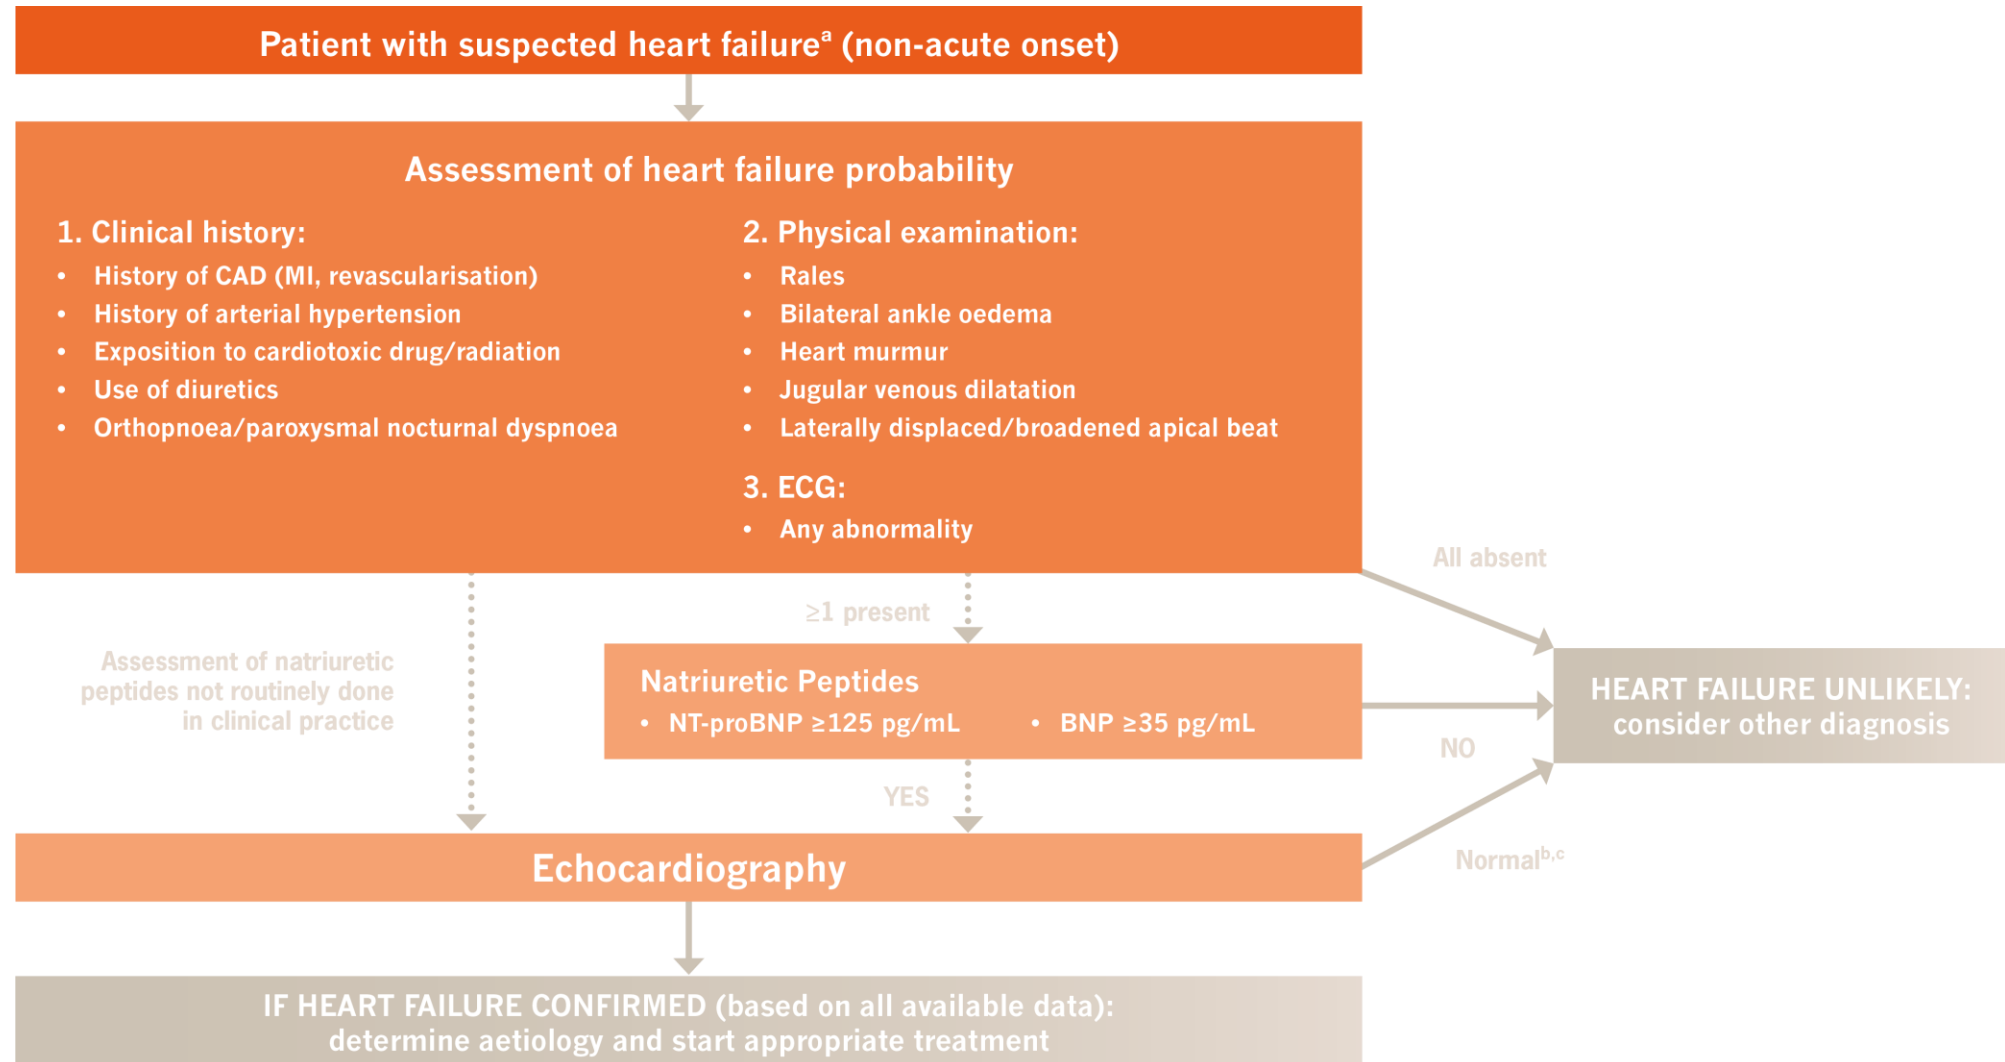 Patient with suspected heart failureᵃ (non-acute onset)
Assessment of heart failure probability
1. Clinical history:
• History of CAD (MI, revascularisation)
• History of arterial hypertension
• Exposition to cardiotoxic drug/radiation
• Use of diuretics
• Orthopnoea/paroxysmal nocturnal dyspnoea
2. Physical examination:
• Rales
• Bilateral ankle oedema
• Heart murmur
• Jugular venous dilatation
• Laterally displaced/broadened apical beat
3. ECG:
• Any abnormality
All absent
≥1 present
Assessment of natriuretic
peptides not routinely done
in clinical practice
Natriuretic Peptides
• NT-proBNP ≥125 pg/mL • BNP ≥35 pg/mL
HEART FAILURE UNLIKELY:
consider other diagnosis
NO
YES
Echocardiography
Normalᵇ,ᶜ
IF HEART FAILURE CONFIRMED (based on all available data):
determine aetiology and start appropriate treatment